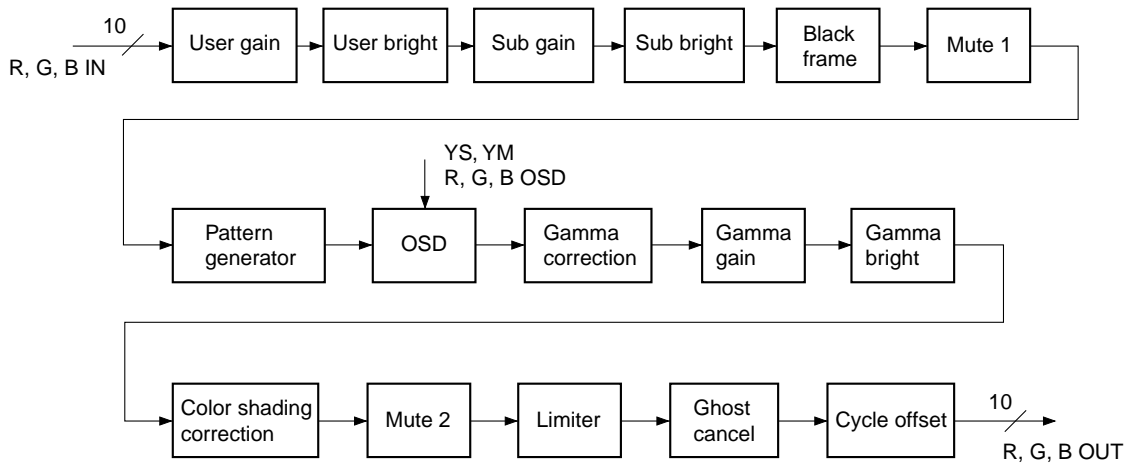 10
R, G, B IN
User gain
User bright
Sub gain
Sub bright
Black
frame
Mute 1
YS, YM
R, G, B OSD
Pattern
generator
OSD
Gamma
correction
Gamma
gain
Gamma
bright
Color shading
correction
Mute 2
Limiter
Ghost
cancel
Cycle offset
10
R, G, B OUT